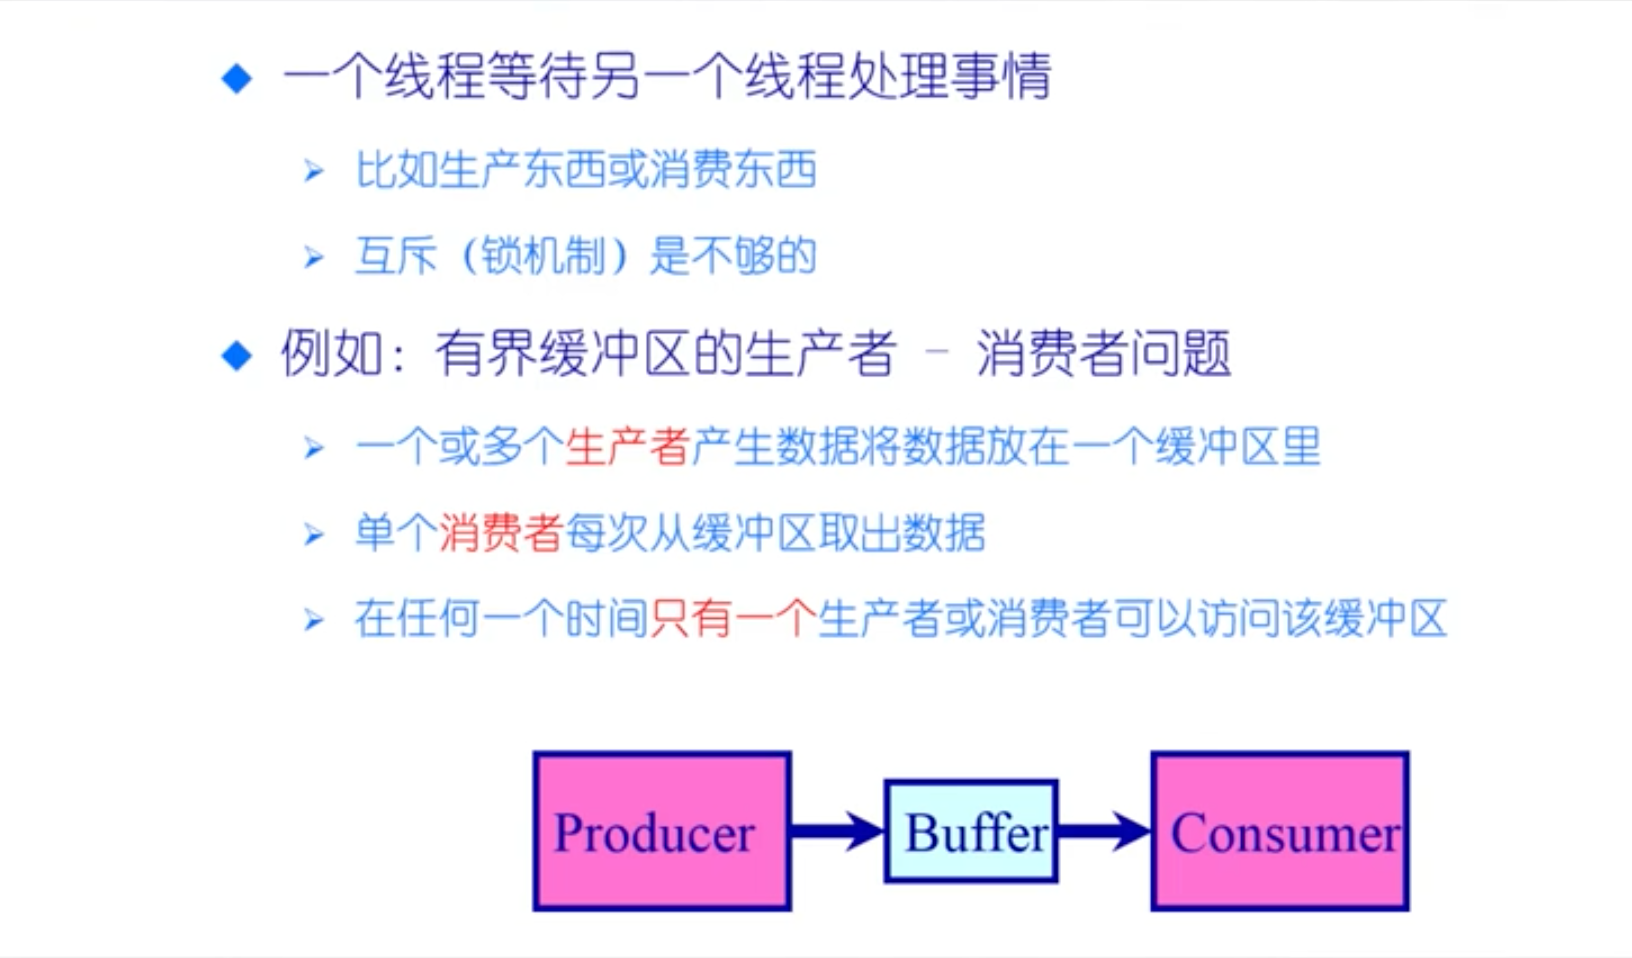 一个线程等待另一个线程处理事情
比如生产东西或消费东西
互斥（锁机制）是不够的
例如：有界缓冲区的生产者 － 消费者问题
一个或多个生产者产生数据将数据放在一个缓冲区里
单个消费者每次从缓冲区取出数据
在任何一个时间只有一个生产者或消费者可以访问该缓冲区
Producer
Buffer
Consumer